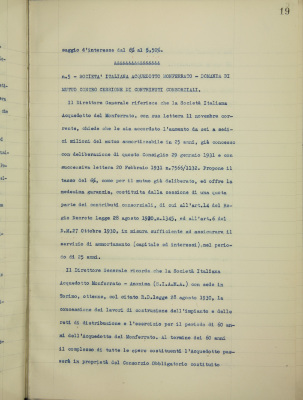 19
saggio d'interesse dal 6% al 5,50%.
n.5 - SOCIETA' ITALIANA ACQUEDOTTO MONFERRATO - DOMANDA DI
MUTUO CONTRO CESSIONE DI CONTRIBUTI CONSORZIALI.
Il Direttore Generale riferisce che la Società Italiana
Acquedotto del Monferrato, con sua lettera 11 novembre cor-
rente, chiede che le sia accordato l'aumento da sei a sedi-
ci milioni del mutuo ammortizzabile in 25 anni, già concesso
con deliberazione di questo Consiglio 29 gennaio 1931 e con
successiva lettera 20 febbraio 1931 n.7565/1132. Propone il
tasso del 6%, come per il mutuo già deliberato, ed offre la
medesima garanzia, costituita dalla cessione di una quota
parte dei contributi consorziali, di cui all'art.14 del Re-
gio Decreto legge 28 agosto 1930,n.1345, ed all'art.6 del
D.M.27 Ottobre 1930, in misura sufficiente ad assicurare il
servizio di ammortamento (capitale ed interessi) nel perio-
do di 25 anni.
Il Direttore Generale ricorda che la Società Italiana
Acquedotto Monferrato - Anonima (S.I.A.M.A.) con sede in
Torino, ottenne, col citato R.D.legge 28 agosto 1930, la
concessione dei lavori di costruzione dell'impianto e delle
reti di distribuzione e l'esercizio per il periodo di 60 an-
ni dell'Acquedotto del Monferrato. Al termine dei 60 anni
il complesso di tutte le opere costituenti l'acquedotto pas-
serà in proprietà del Consorzio Obbligatorio costituito